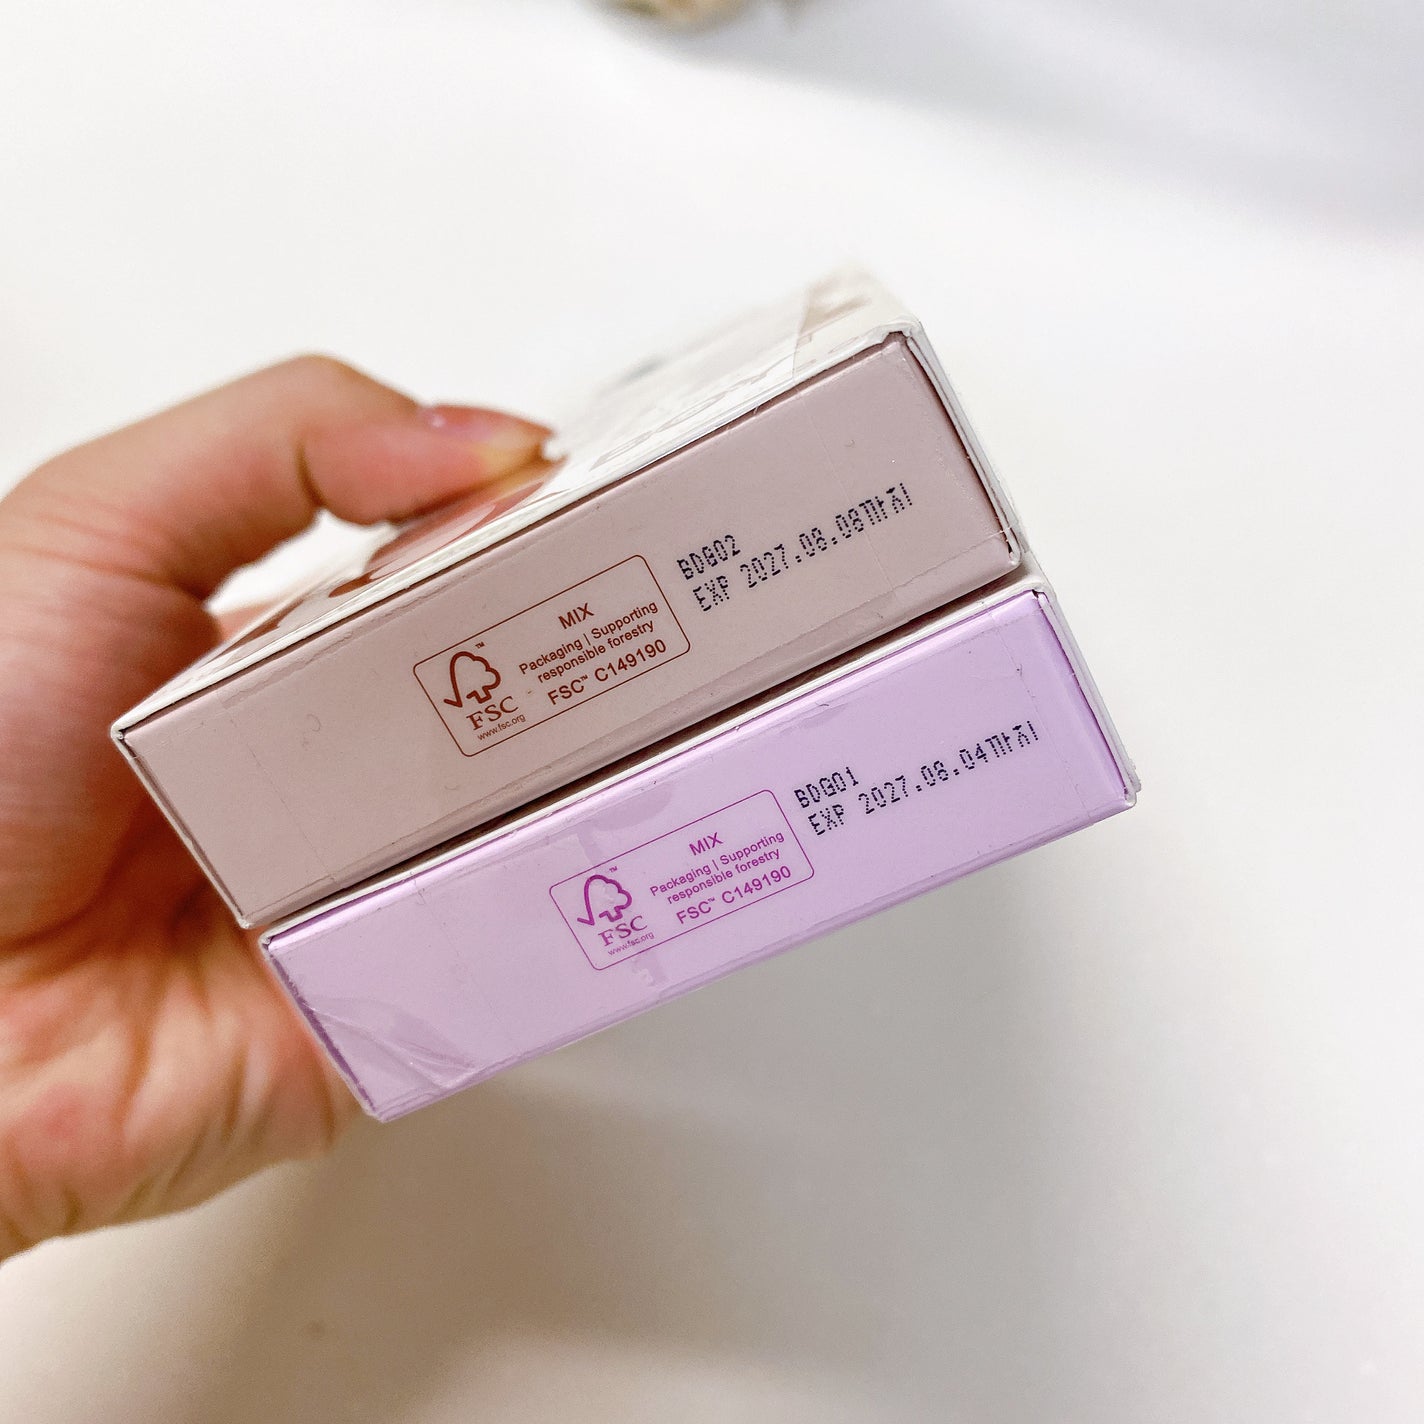 BDG02
EXP 2027.08.08까지
MIX
Packaging | Supporting
responsible forestry
FSC™ C149190
™
FSC
www.fsc.org
BDG01
EXP 2027.08.04까지
MIX
Packaging | Supporting
responsible forestry
FSC™ C149190
™
FSC
www.fsc.org